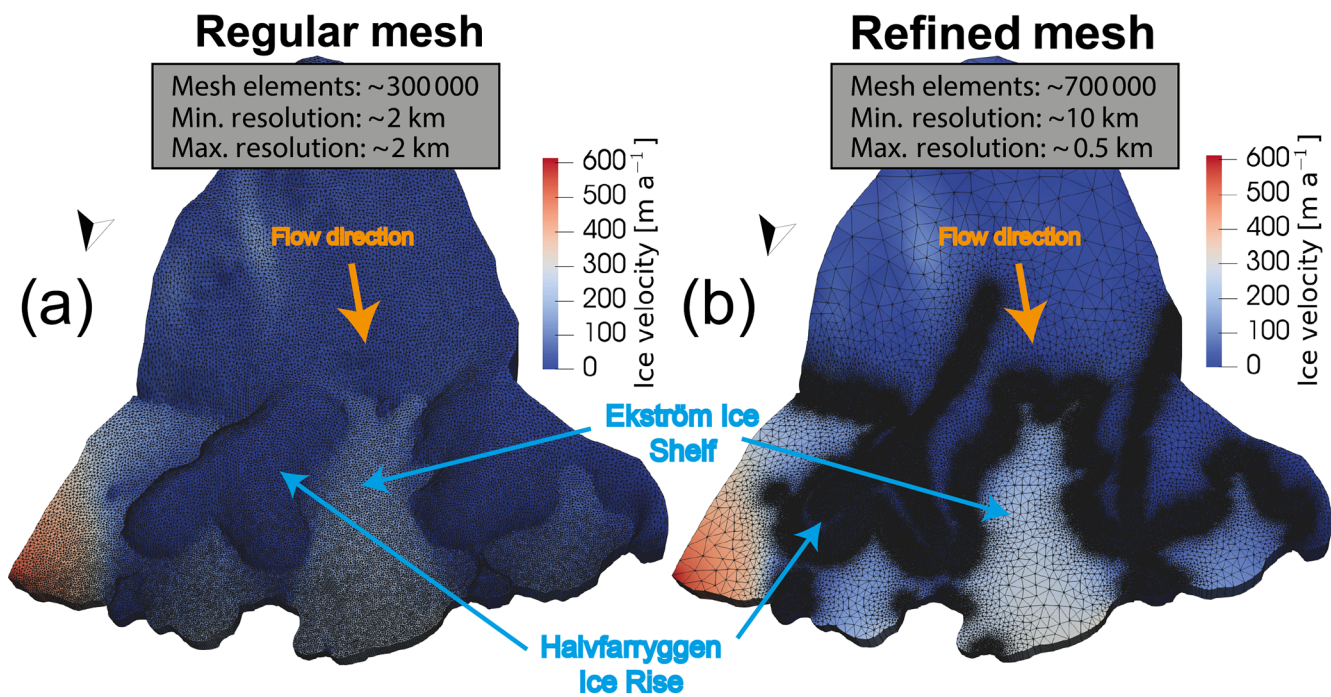 Regular mesh
Mesh elements: ~300 000
Min. resolution: ~2 km
Max. resolution: ~2 km
600
500
400
300
200
100
0
Ice velocity [m a⁻¹]
Flow direction
(a)
Refined mesh
Mesh elements: ~700 000
Min. resolution: ~10 km
Max. resolution: ~0.5 km
600
500
400
300
200
100
0
Ice velocity [m a⁻¹]
Flow direction
(b)
Ekström Ice
Shelf
Halvfarryggen
Ice Rise